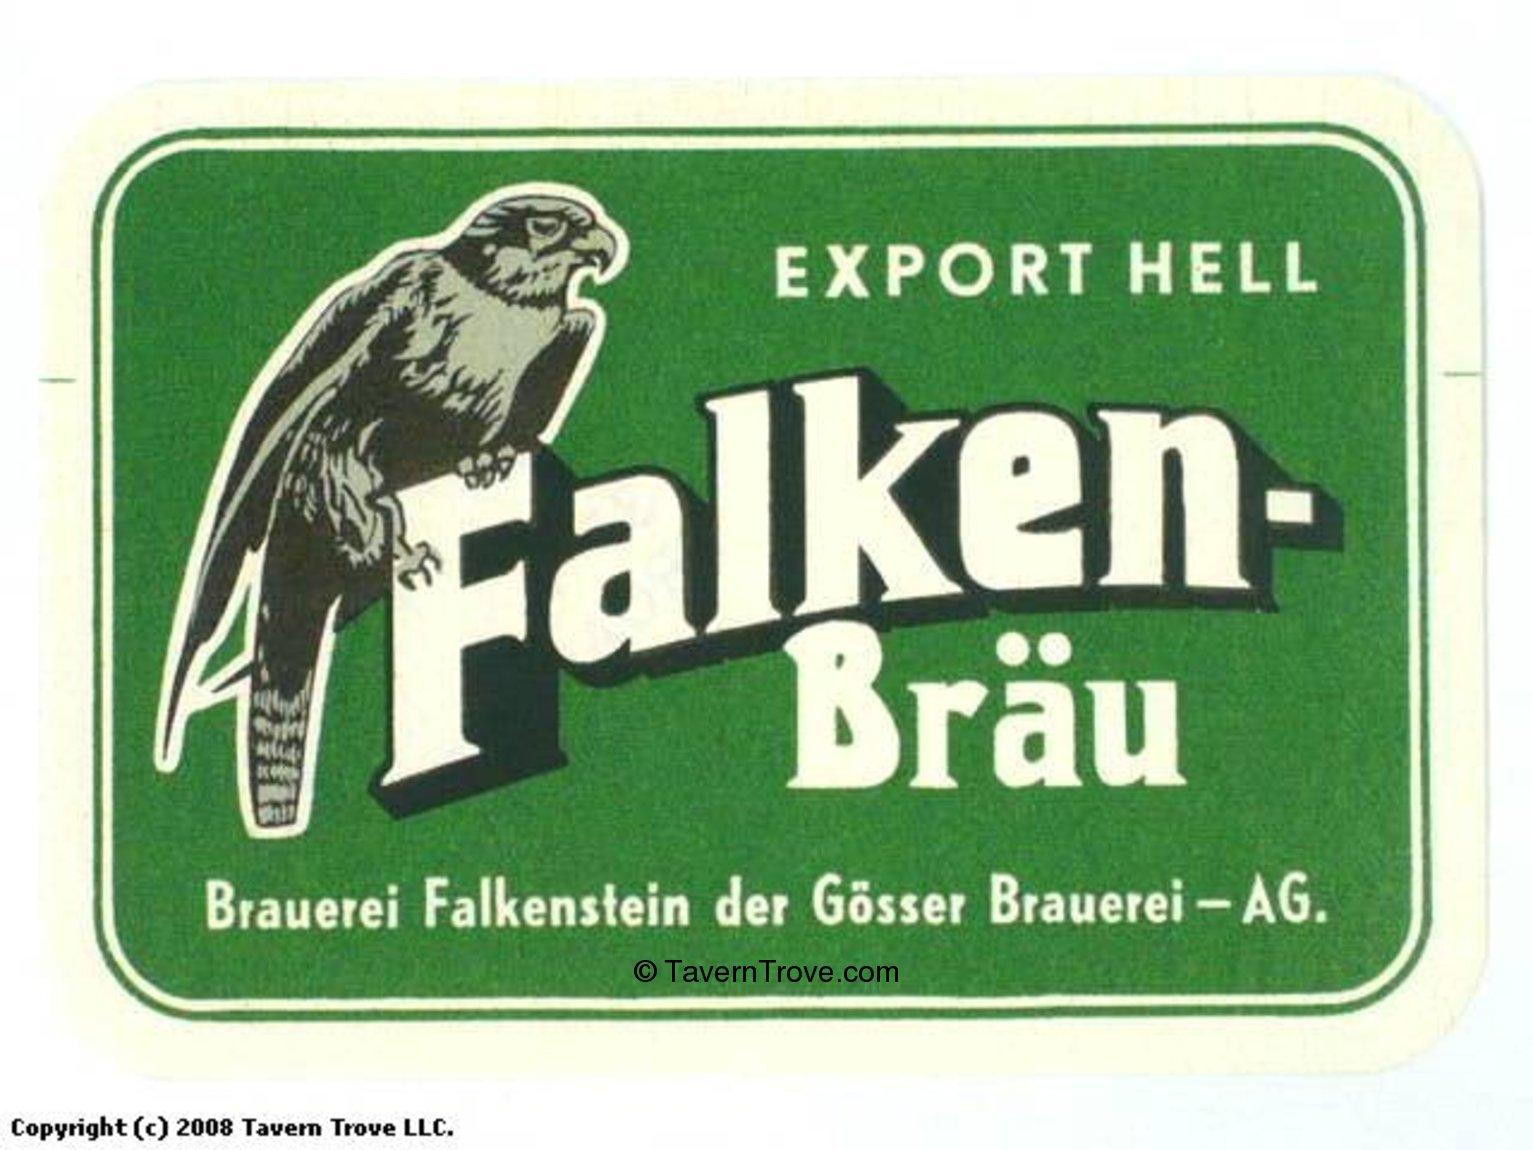 EXPORT HELL
Falken-
Bräu
Brauerei Falkenstein der Gösser Brauerei – AG.
© TavernTrove.com
Copyright (c) 2008 Tavern Trove LLC.